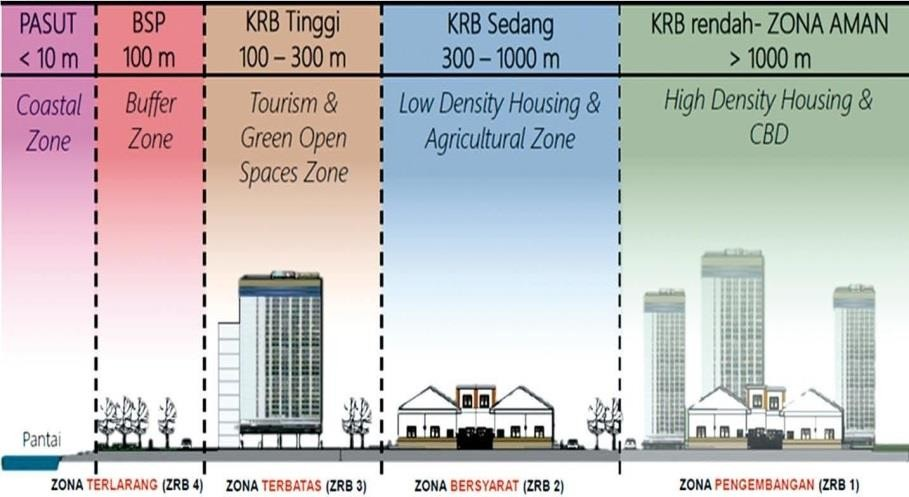 PASUT
< 10 m
BSP
100 m
KRB Tinggi
100 – 300 m
KRB Sedang
300 – 1000 m
KRB rendah- ZONA AMAN
> 1000 m
Coastal
Zone
Buffer
Zone
Tourism &
Green Open
Spaces Zone
Low Density Housing &
Agricultural Zone
High Density Housing &
CBD
Pantai
ZONA TERLARANG (ZRB 4)
ZONA TERBATAS (ZRB 3)
ZONA BERSYARAT (ZRB 2)
ZONA PENGEMBANGAN (ZRB 1)